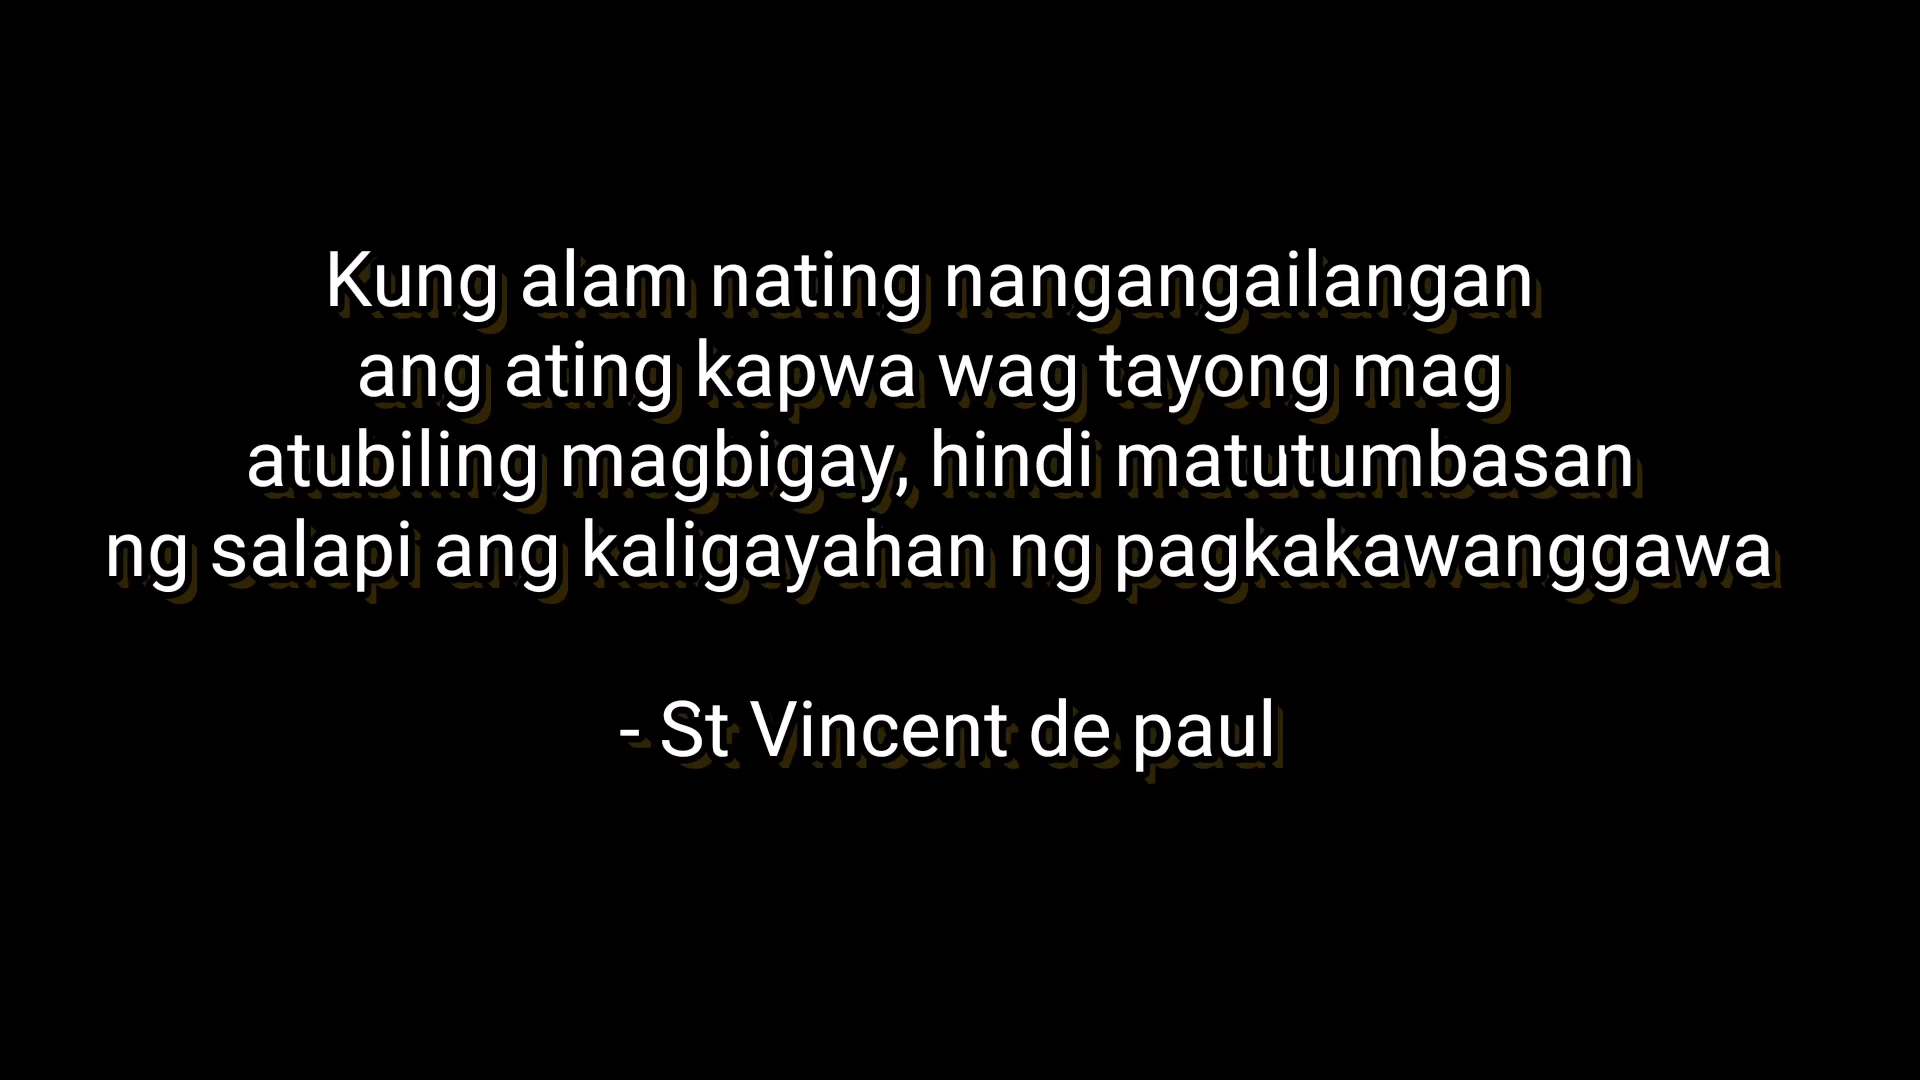 Kung alam nating nangangailangan
ang ating kapwa wag tayong mag
atubiling magbigay, hindi matutumbasan
ng salapi ang kaligayahan ng pagkakawanggawa
- St Vincent de paul